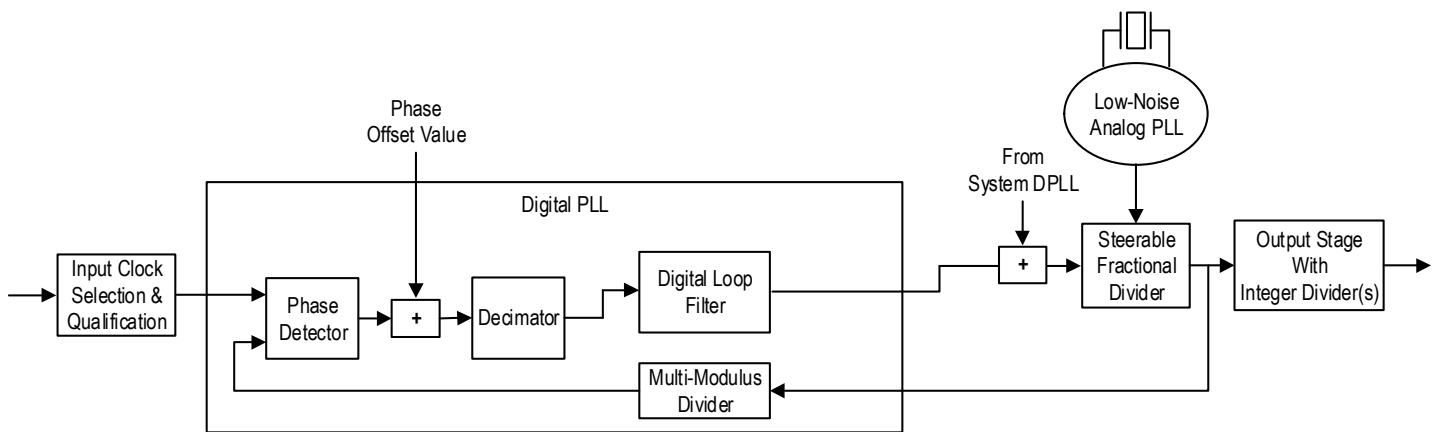 Low-Noise
Analog PLL
Phase
Offset Value
From
System DPLL
Digital PLL
Input Clock
Selection &
Qualification
Phase
Detector
+
Decimator
Digital Loop
Filter
+
Steerable
Fractional
Divider
Output Stage
With
Integer Divider(s)
Multi-Modulus
Divider